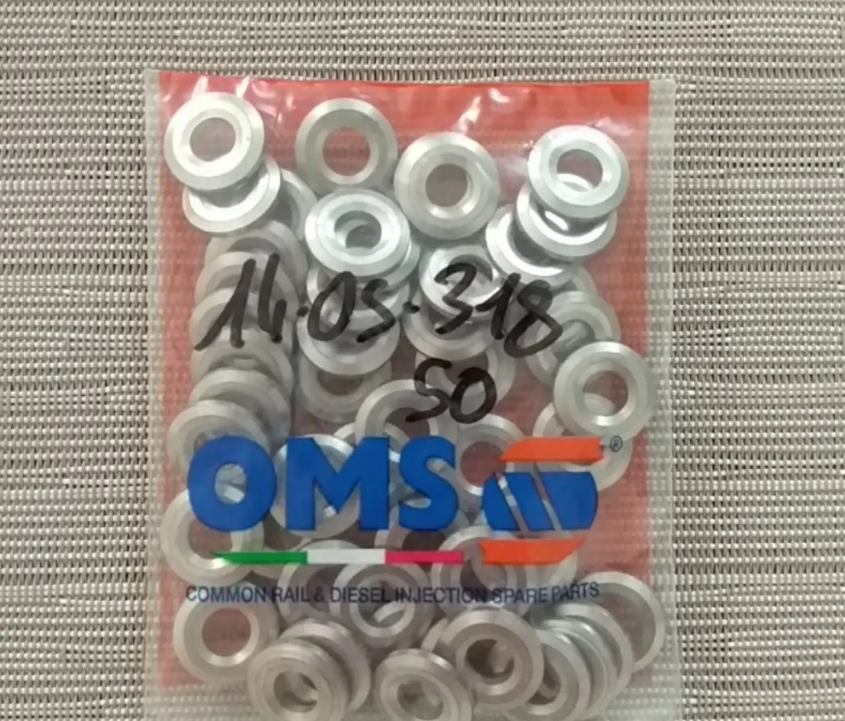 14-05-318
50
OMS
®
COMMON RAIL & DIESEL INJECTION SPARE PARTS